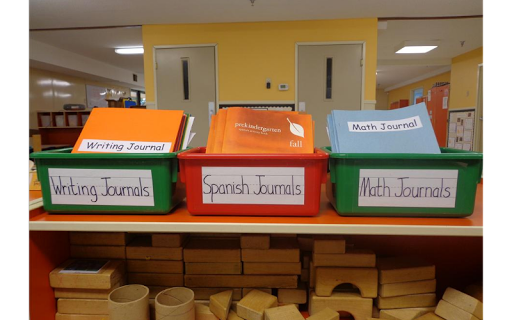 Writing Journal
prekindergarten
fall
Math Journal
Writing Journals
Spanish Journals
Math Journals